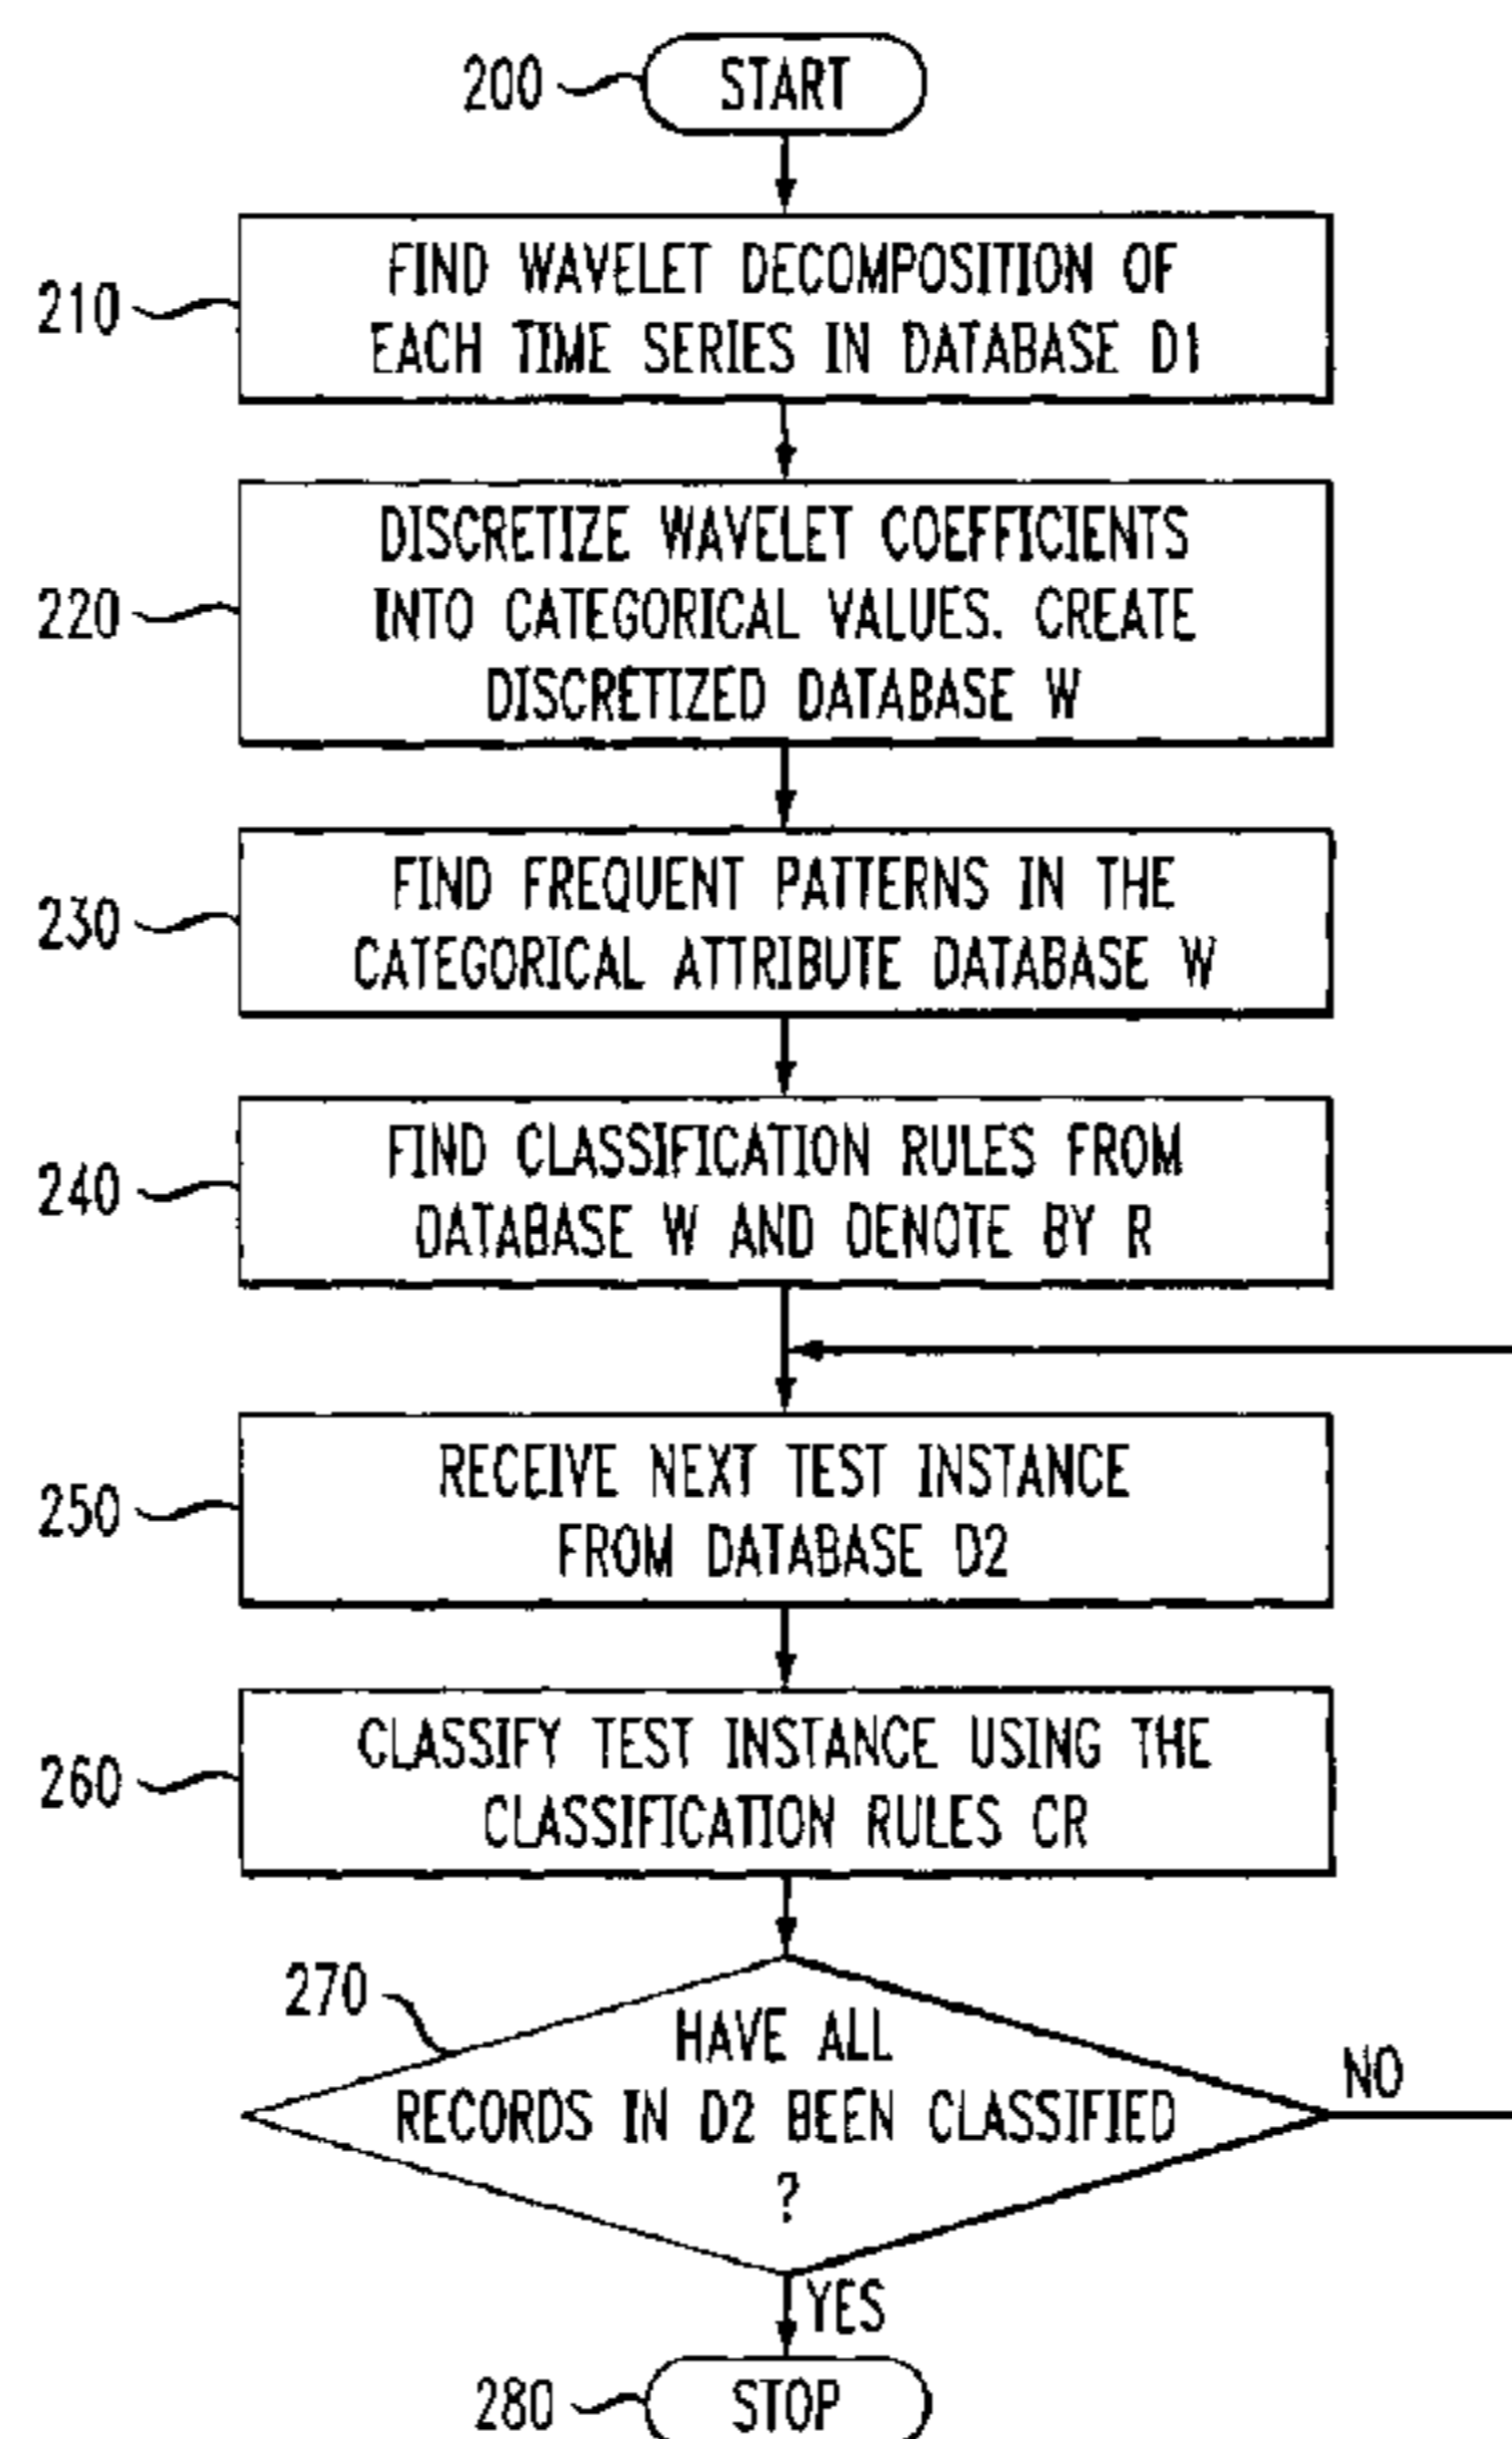 200
START
210
FIND WAVELET DECOMPOSITION OF
EACH TIME SERIES IN DATABASE D1
220
DISCRETIZE WAVELET COEFFICIENTS
INTO CATEGORICAL VALUES. CREATE
DISCRETIZED DATABASE W
230
FIND FREQUENT PATTERNS IN THE
CATEGORICAL ATTRIBUTE DATABASE W
240
FIND CLASSIFICATION RULES FROM
DATABASE W AND DENOTE BY R
250
RECEIVE NEXT TEST INSTANCE
FROM DATABASE D2
260
CLASSIFY TEST INSTANCE USING THE
CLASSIFICATION RULES CR
270
HAVE ALL
RECORDS IN D2 BEEN CLASSIFIED
?
NO
YES
280
STOP